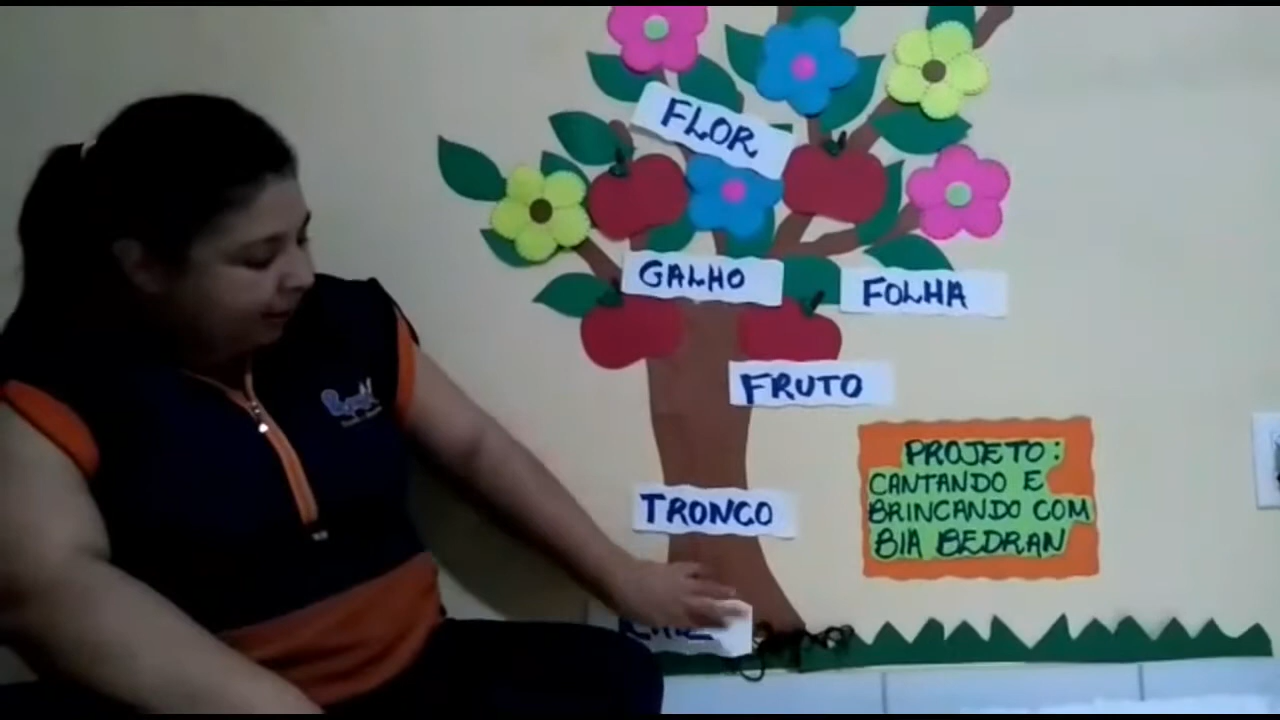 FLOR
GALHO
FOLHA
FRUTO
TRONCO
PROJETO:
CANTANDO E
BRINCANDO COM
BIA BEDRAN